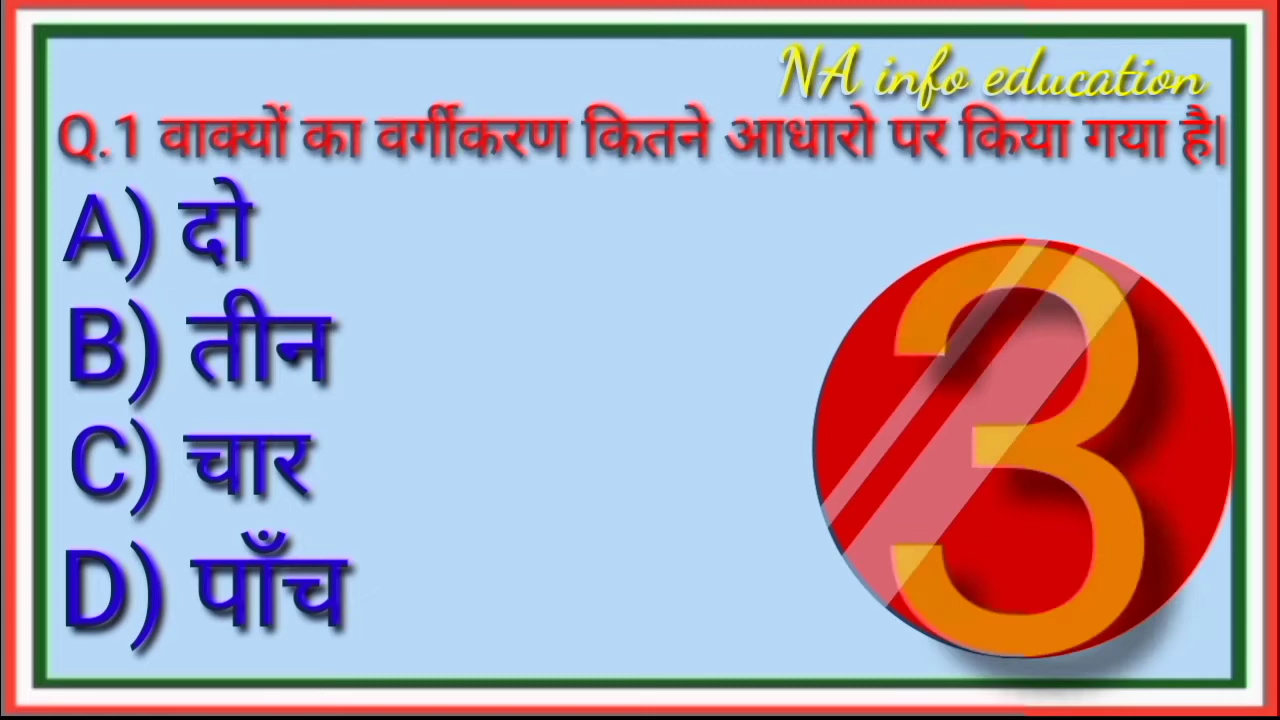 NA info education
Q.1 वाक्यों का वर्गीकरण कितने आधारो पर किया गया है|
A) दो
B) तीन
C) चार
D) पाँच
3